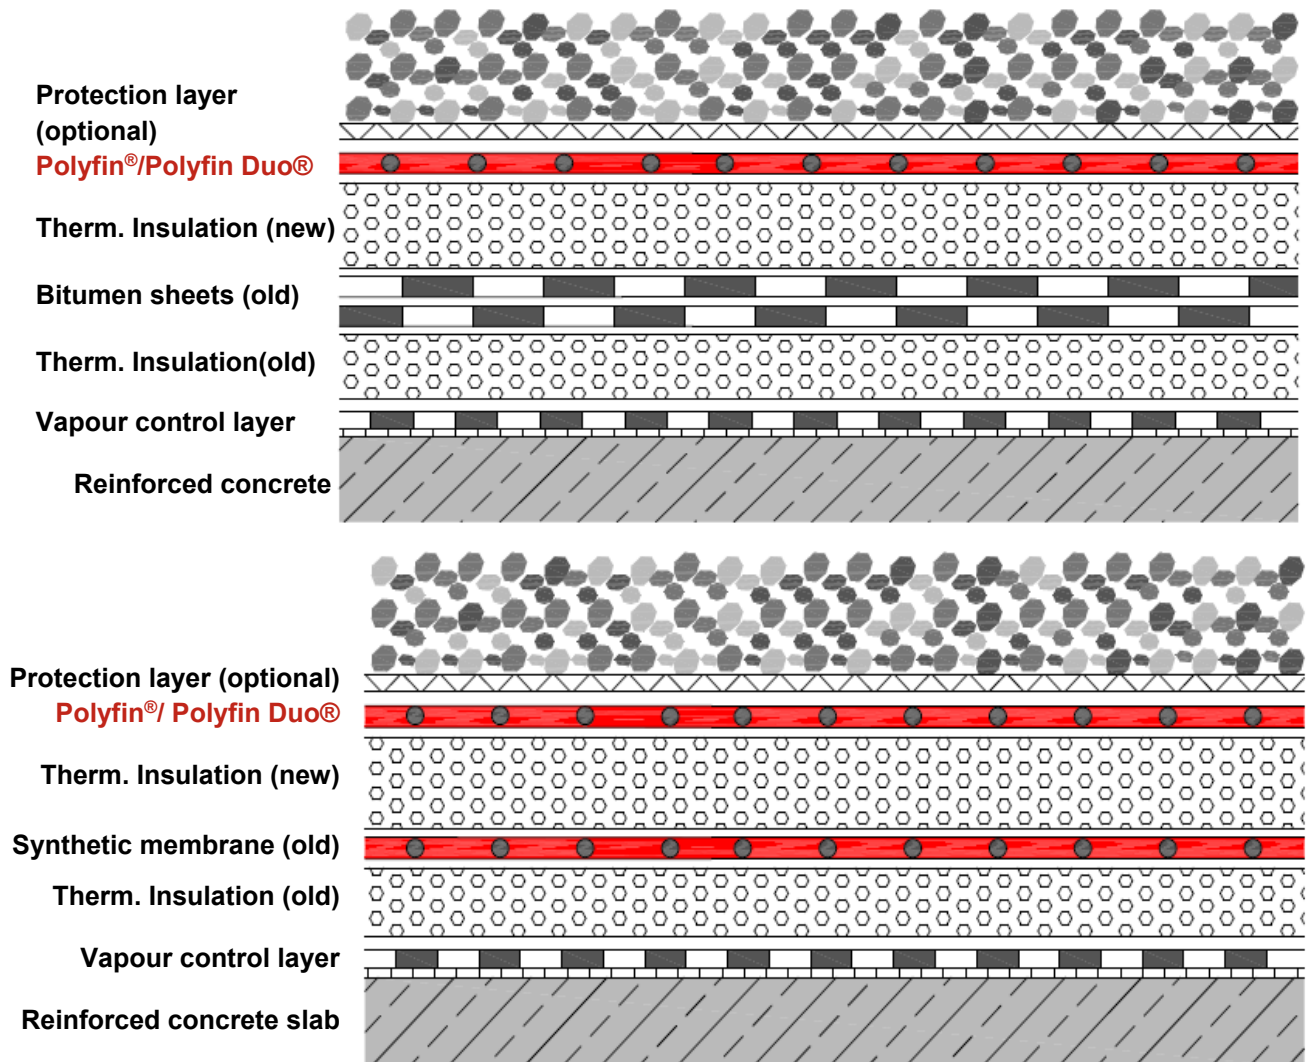 Protection layer
(optional)
Polyfin®/Polyfin Duo®
Therm. Insulation (new)
Bitumen sheets (old)
Therm. Insulation(old)
Vapour control layer
Reinforced concrete
Protection layer (optional)
Polyfin®/ Polyfin Duo®
Therm. Insulation (new)
Synthetic membrane (old)
Therm. Insulation (old)
Vapour control layer
Reinforced concrete slab